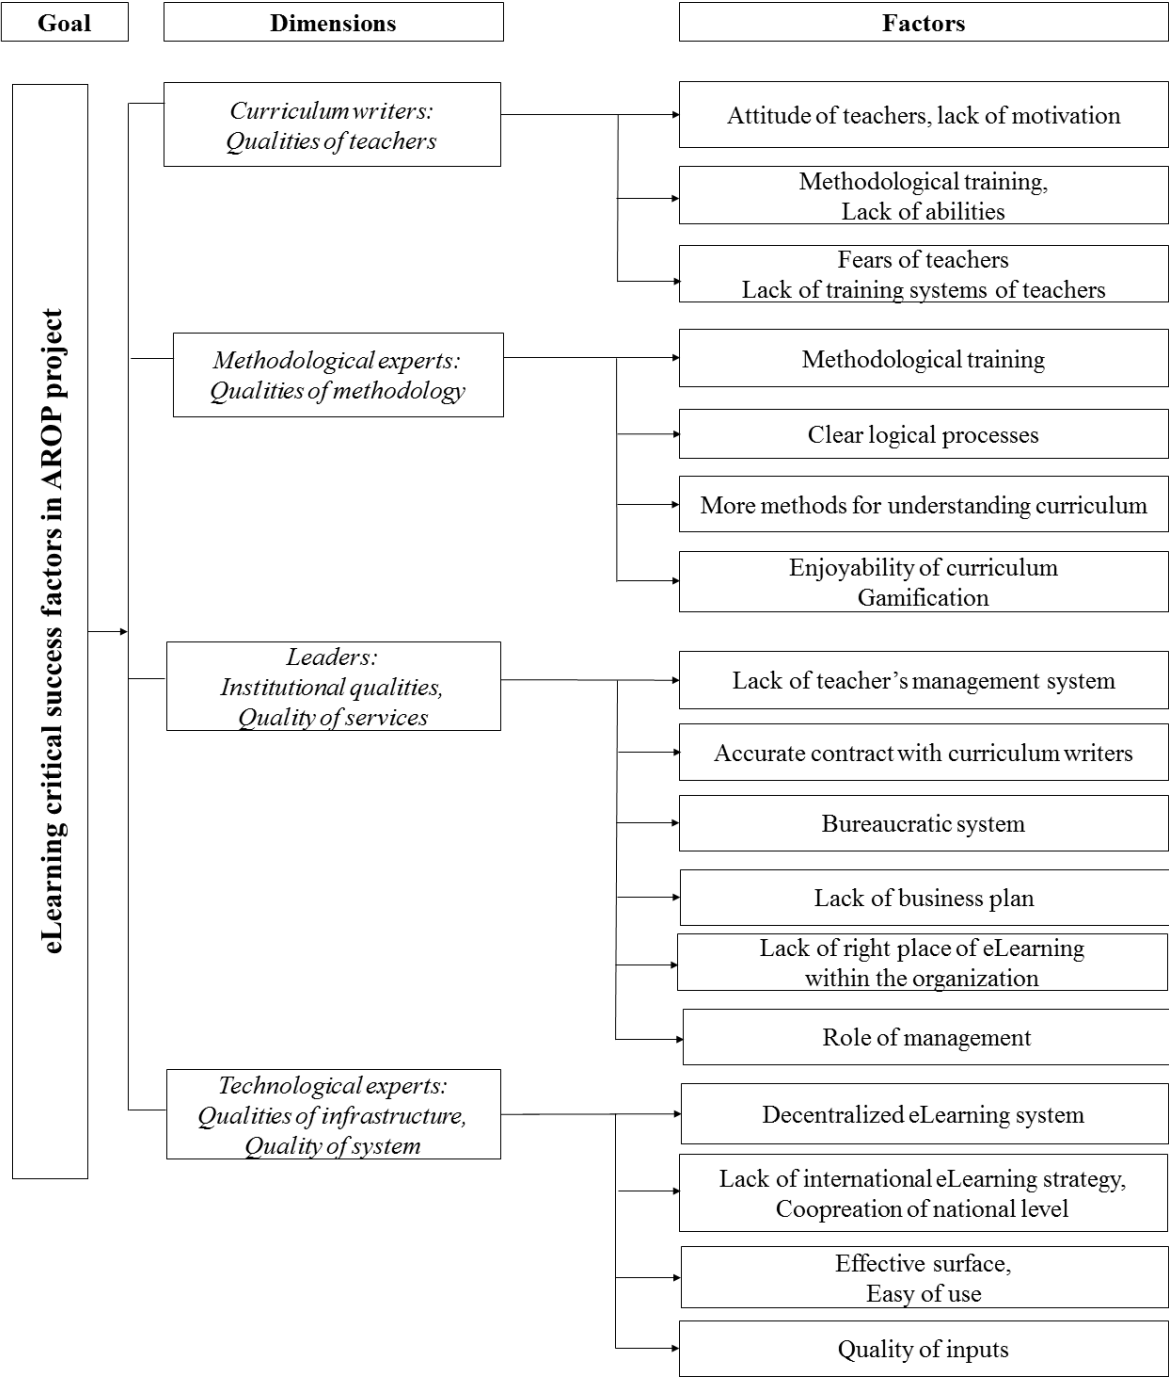 Goal
Dimensions
Factors
eLearning critical success factors in AROP project
Curriculum writers:
Qualities of teachers
Attitude of teachers, lack of motivation
Methodological training,
Lack of abilities
Fears of teachers
Lack of training systems of teachers
Methodological experts:
Qualities of methodology
Methodological training
Clear logical processes
More methods for understanding curriculum
Enjoyability of curriculum
Gamification
Leaders:
Institutional qualities,
Quality of services
Lack of teacher’s management system
Accurate contract with curriculum writers
Bureaucratic system
Lack of business plan
Lack of right place of eLearning
within the organization
Role of management
Technological experts:
Qualities of infrastructure,
Quality of system
Decentralized eLearning system
Lack of international eLearning strategy,
Coopreation of national level
Effective surface,
Easy of use
Quality of inputs